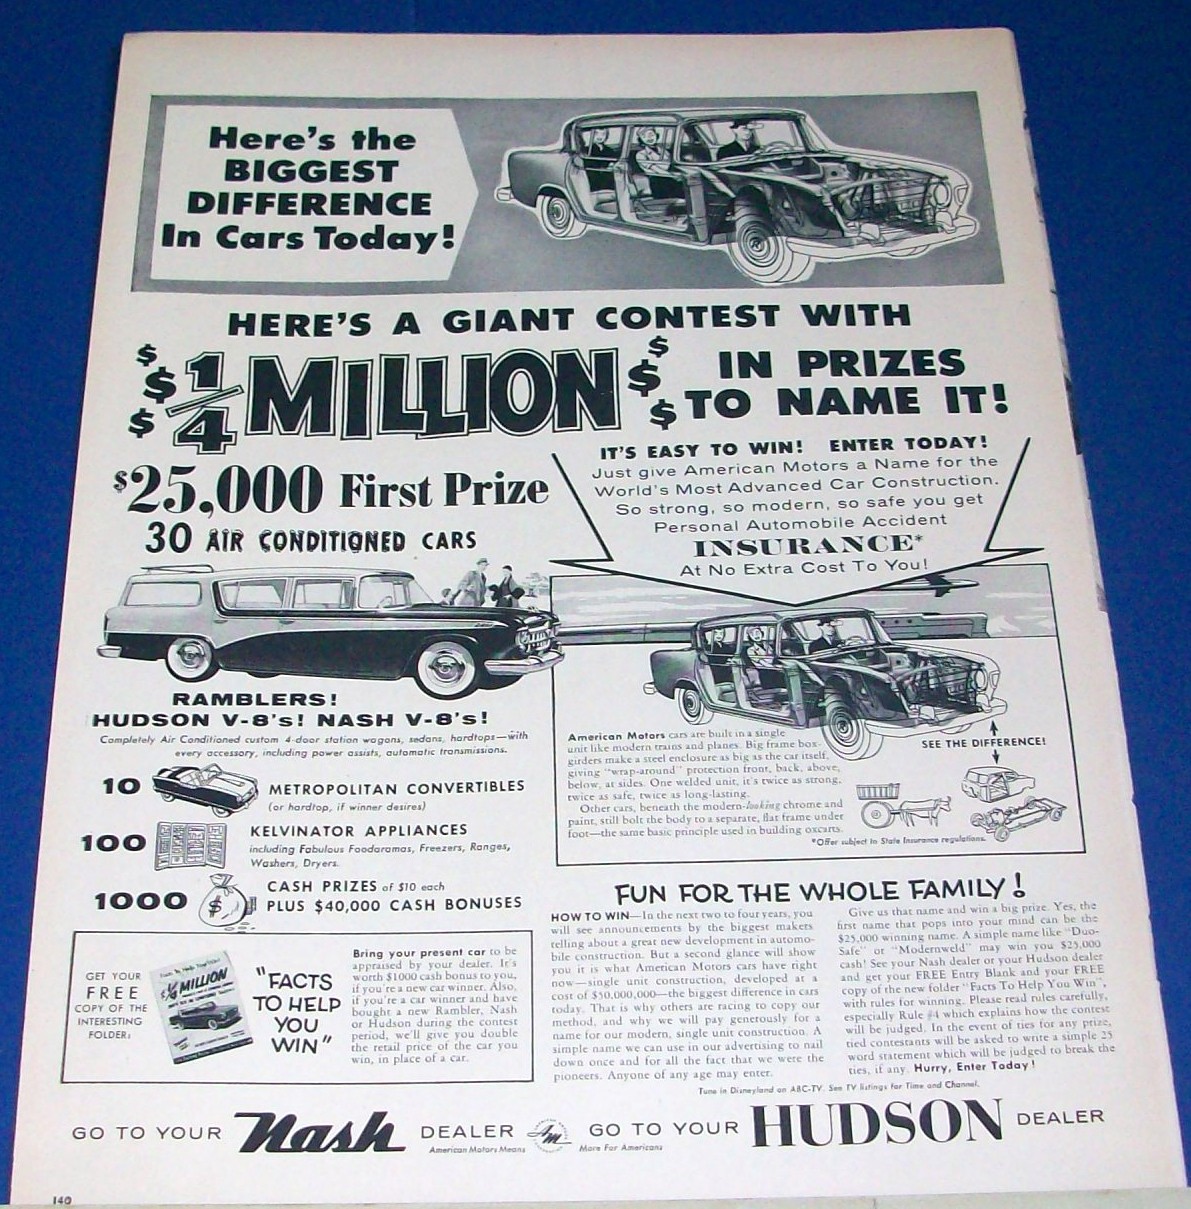 Here's the
BIGGEST
DIFFERENCE
In Cars Today!
HERE'S A GIANT CONTEST WITH
$ $ $ 1/4 MILLION $ $ $
IN PRIZES
TO NAME IT!
$25,000 First Prize
30 AIR CONDITIONED CARS
IT'S EASY TO WIN! ENTER TODAY!
Just give American Motors a Name for the
World's Most Advanced Car Construction.
So strong, so modern, so safe you get
Personal Automobile Accident
INSURANCE*
At No Extra Cost To You!
RAMBLERS!
HUDSON V-8's! NASH V-8's!
Completely Air Conditioned custom 4-door station wagons, sedans, hardtops—with
every accessory, including power assists, automatic transmissions.
10 METROPOLITAN CONVERTIBLES
(or hardtop, if winner desires)
100 KELVINATOR APPLIANCES
including Fabulous Foodaramas, Freezers, Ranges,
Washers, Dryers.
1000 $ CASH PRIZES of $10 each
PLUS $40,000 CASH BONUSES
American Motors cars are built in a single
unit like modern trains and planes. Big frame box-
girders make a steel enclosure as big as the car itself,
giving "wrap-around" protection front, back, above,
below, at sides. One welded unit, it's twice as strong,
twice as safe, twice as long-lasting.
Other cars, beneath the modern-looking chrome and
paint, still bolt the body to a separate, flat frame under
foot—the same basic principle used in building oxcarts.
SEE THE DIFFERENCE!
*Offer subject to State Insurance regulations.
GET YOUR
FREE
COPY OF THE
INTERESTING
FOLDER:
$1/4 MILLION
"FACTS
TO HELP
YOU
WIN"
Bring your present car to be
appraised by your dealer. It's
worth $1000 cash bonus to you,
if you're a new car winner. Also,
if you're a car winner and have
bought a new Rambler, Nash
or Hudson during the contest
period, we'll give you double
the retail price of the car you
win, in place of a car.
FUN FOR THE WHOLE FAMILY!
HOW TO WIN—In the next two to four years, you
will see announcements by the biggest makers
telling about a great new development in automo-
bile construction. But a second glance will show
you it is what American Motors cars have right
now—single unit construction, developed at a
cost of $50,000,000—the biggest difference in cars
today. That is why others are racing to copy our
method, and why we will pay generously for a
name for our modern, single unit construction. A
simple name we can use in our advertising to nail
down once and for all the fact that we were the
pioneers. Anyone of any age may enter.
Give us that name and win a big prize. Yes, the
first name that pops into your mind can be the
$25,000 winning name. A simple name like "Duo-
Safe" or "Modernweld" may win you $25,000
cash! See your Nash dealer or your Hudson dealer
and get your FREE Entry Blank and your FREE
copy of the new folder "Facts To Help You Win",
with rules for winning. Please read rules carefully,
especially Rule #4 which explains how the contest
will be judged. In the event of ties for any prize,
tied contestants will be asked to write a simple 25
word statement which will be judged to break the
ties, if any. Hurry, Enter Today!
Tune in Disneyland on ABC-TV. See TV listings for Time and Channel.
GO TO YOUR Nash DEALER AM GO TO YOUR HUDSON DEALER
American Motors Means More For Americans
140